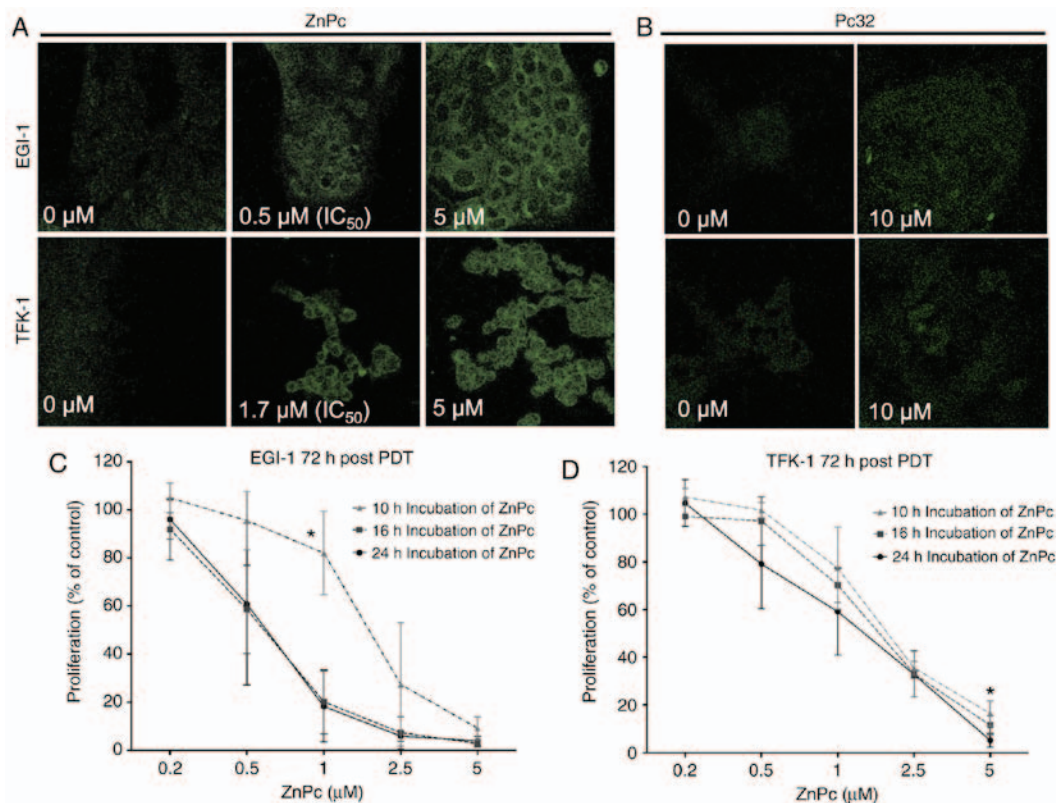 A
ZnPc
B
Pc32
EGI-1
0 µM
0.5 µM (IC50)
5 µM
0 µM
10 µM
TFK-1
0 µM
1.7 µM (IC50)
5 µM
0 µM
10 µM
C
EGI-1 72 h post PDT
Proliferation (% of control)
120
100
80
60
40
20
0
*
10 h Incubation of ZnPc
16 h Incubation of ZnPc
24 h Incubation of ZnPc
0.2 0.5 1 2.5 5
ZnPc (µM)
D
TFK-1 72 h post PDT
Proliferation (% of control)
120
100
80
60
40
20
0
10 h Incubation of ZnPc
16 h Incubation of ZnPc
24 h Incubation of ZnPc
*
0.2 0.5 1 2.5 5
ZnPc (µM)